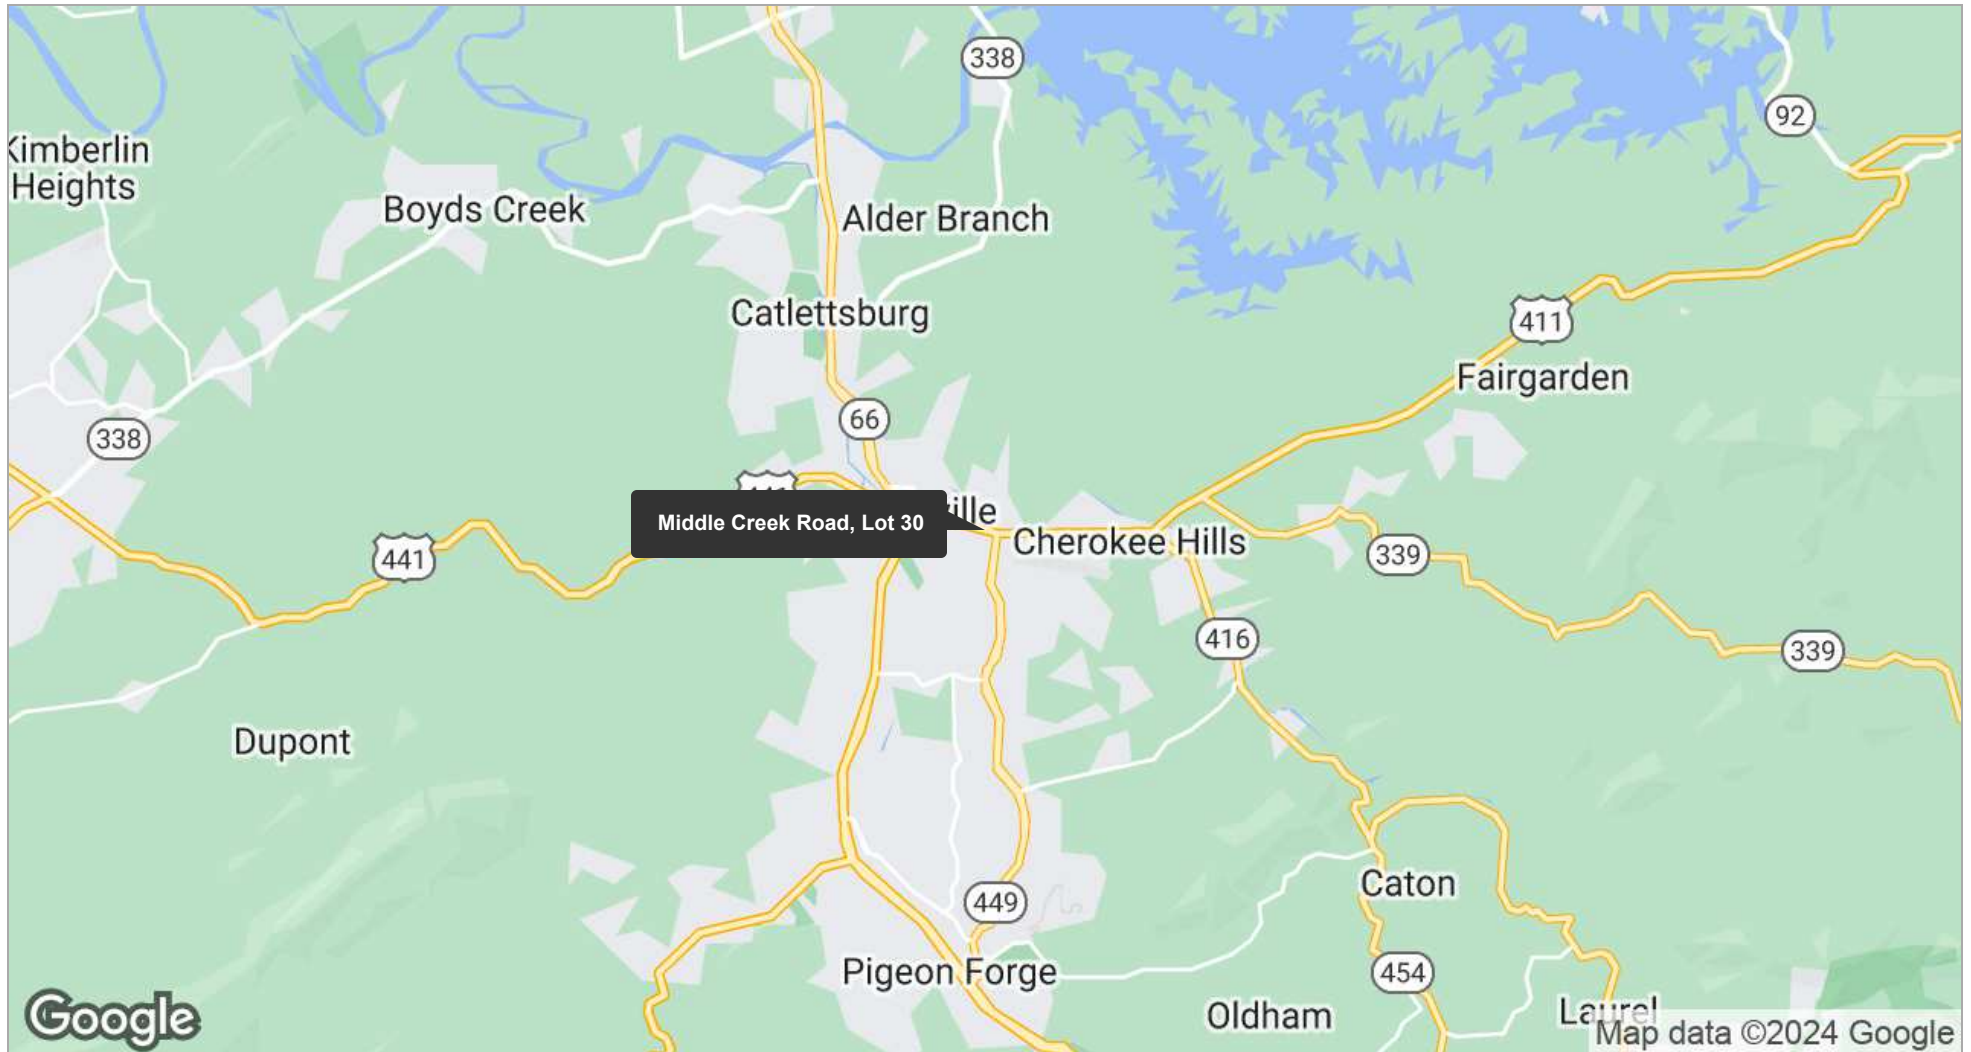 338
92
Kimberlin
Heights
Boyds Creek
Alder Branch
411
Catlettsburg
Fairgarden
66
338
Middle Creek Road, Lot 30
Cherokee Hills
441
339
416
339
Dupont
Caton
449
Pigeon Forge
454
Oldham
Laurel
Google
Map data ©2024 Google